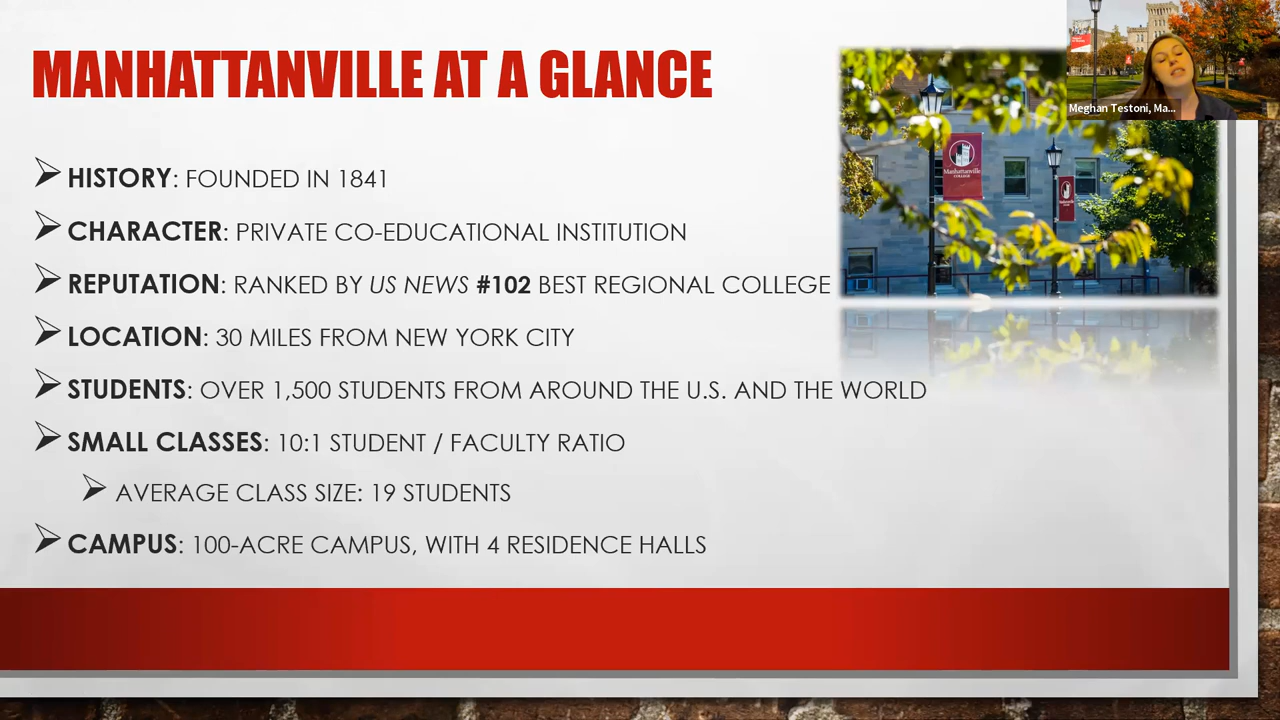 MANHATTANVILLE AT A GLANCE
Meghan Testoni, Ma...
HISTORY: FOUNDED IN 1841
CHARACTER: PRIVATE CO-EDUCATIONAL INSTITUTION
REPUTATION: RANKED BY US NEWS #102 BEST REGIONAL COLLEGE
LOCATION: 30 MILES FROM NEW YORK CITY
STUDENTS: OVER 1,500 STUDENTS FROM AROUND THE U.S. AND THE WORLD
SMALL CLASSES: 10:1 STUDENT / FACULTY RATIO
AVERAGE CLASS SIZE: 19 STUDENTS
CAMPUS: 100-ACRE CAMPUS, WITH 4 RESIDENCE HALLS
Manhattanville
COLLEGE